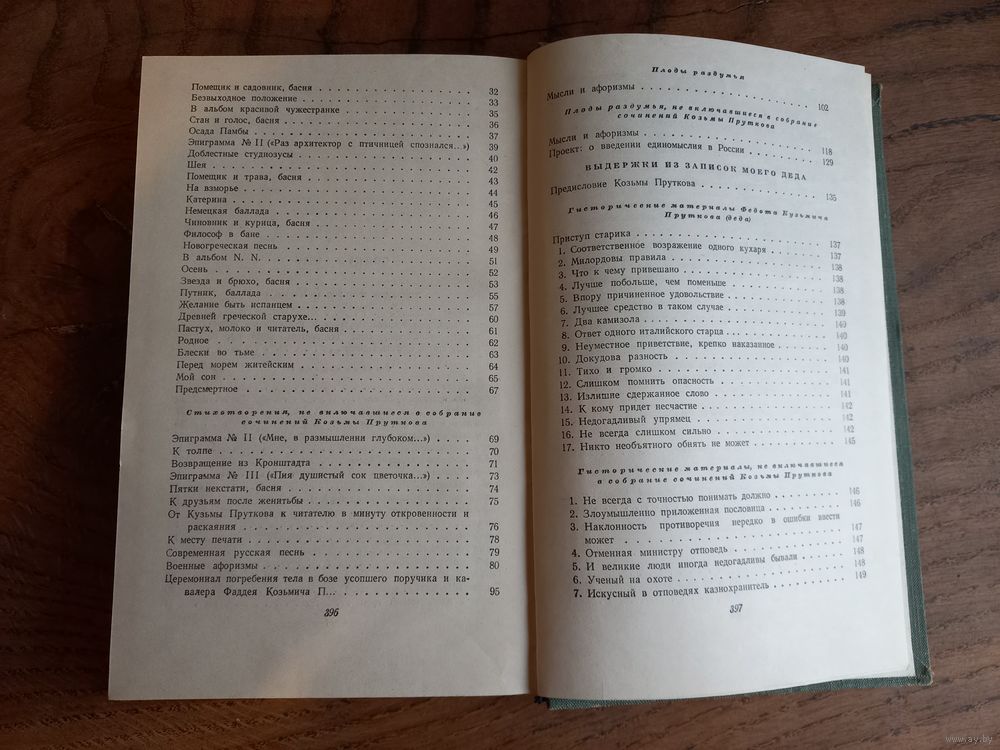 Помещик и садовник, басня . . . . . . . . . . . . 32
Безвыходное положение . . . . . . . . . . . . 33
В альбом красивой чужестранке . . . . . . . . . . . . 35
Стан и голос, басня . . . . . . . . . . . . 36
Осада Памбы . . . . . . . . . . . . 37
Эпиграмма № II («Раз архитектор с птичницей спознался...») 39
Доблестные студиозусы . . . . . . . . . . . . 40
Шея . . . . . . . . . . . . 42
Помещик и трава, басня . . . . . . . . . . . . 43
На взморье . . . . . . . . . . . . 44
Катерина . . . . . . . . . . . . 45
Немецкая баллада . . . . . . . . . . . . 46
Чиновник и курица, басня . . . . . . . . . . . . 47
Философ в бане . . . . . . . . . . . . 48
Новогреческая песнь . . . . . . . . . . . . 49
В альбом N. N. . . . . . . . . . . . . 51
Осень . . . . . . . . . . . . 52
Звезда и брюхо, басня . . . . . . . . . . . . 53
Путник, баллада . . . . . . . . . . . . 55
Желание быть испанцем . . . . . . . . . . . . 57
Древней греческой старухе... . . . . . . . . . . . . 60
Пастух, молоко и читатель, басня . . . . . . . . . . . . 61
Родное . . . . . . . . . . . . 62
Блески во тьме . . . . . . . . . . . . 63
Перед морем житейским . . . . . . . . . . . . 64
Мой сон . . . . . . . . . . . . 65
Предсмертное . . . . . . . . . . . . 67
Стихотворения, не включавшиеся в собрание
сочинений Козьмы Пруткова
Эпиграмма № II («Мне, в размышлении глубоком...») . . . . 69
К толпе . . . . . . . . . . . . 70
Возвращение из Кронштадта . . . . . . . . . . . . 71
Эпиграмма № III («Пия душистый сок цветочка...») . . . . 73
Пятки некстати, басня . . . . . . . . . . . . 74
К друзьям после женитьбы . . . . . . . . . . . . 75
От Кузьмы Пруткова к читателю в минуту откровенности и
раскаяния . . . . . . . . . . . . 76
К месту печати . . . . . . . . . . . . 78
Современная русская песнь . . . . . . . . . . . . 79
Военные афоризмы . . . . . . . . . . . . 80
Церемониал погребения тела в бозе усопшего поручика и ка-
валера Фаддея Козьмича П... . . . . . . . . . . . . 95
396
Плоды раздумья
Мысли и афоризмы . . . . . . . . . . . . 102
Плоды раздумья, не включавшиеся в собрание
сочинений Козьмы Пруткова
Мысли и афоризмы . . . . . . . . . . . . 118
Проект: о введении единомыслия в России . . . . . . 129
ВЫДЕРЖКИ ИЗ ЗАПИСОК МОЕГО ДЕДА
Предисловие Козьмы Пруткова . . . . . . . . . . 135
Гисторические материалы Федота Кузьмича
Пруткова (деда)
Приступ старика . . . . . . . . . . . . 137
1. Соответственное возражение одного кухаря . . . . . . 137
2. Милордовы правила . . . . . . . . . . . . 138
3. Что к чему привешано . . . . . . . . . . . . 138
4. Лучше побольше, чем поменьше . . . . . . . . . . 138
5. Впору причиненное удовольствие . . . . . . . . . . 138
6. Лучшее средство в таком случае . . . . . . . . . . 139
7. Два камизола . . . . . . . . . . . . 140
8. Ответ одного италийского старца . . . . . . . . . . 140
9. Неуместное приветствие, крепко наказанное . . . . . . 140
10. Докудова разность . . . . . . . . . . . . 140
11. Тихо и громко . . . . . . . . . . . . 141
12. Слишком помнить опасность . . . . . . . . . . 141
13. Излишне сдержанное слово . . . . . . . . . . 141
14. К кому придет несчастие . . . . . . . . . . 142
15. Недогадливый упрямец . . . . . . . . . . 142
16. Не всегда слишком сильно . . . . . . . . . . 142
17. Никто необъятного обнять не может . . . . . . . . 145
Гисторические материалы, не включавшиеся
в собрание сочинений Козьмы Пруткова
1. Не всегда с точностью понимать должно . . . . . . 146
2. Злоумышленно приложенная пословица . . . . . . 146
3. Наклонность противоречия нередко в ошибки ввести
может . . . . . . . . . . . . 147
4. Отменная министру отповедь . . . . . . . . . . 147
5. И великие люди иногда недогадливы бывали . . . . . . 148
6. Ученый на охоте . . . . . . . . . . . . 148
7. Искусный в отповедях казнохранитель . . . . . . 149
397
www.ay.by